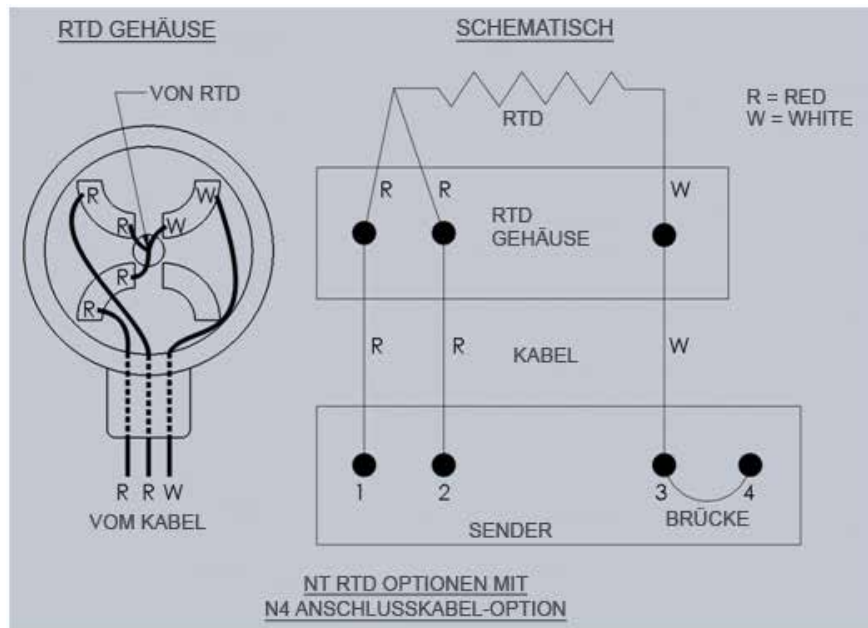 RTD GEHÄUSE
VON RTD
R
W
R
W
R
R
R R W
VOM KABEL
SCHEMATISCH
R = RED
W = WHITE
RTD
R
R
W
RTD
GEHÄUSE
R
R
KABEL
W
1
2
3
4
SENDER
BRÜCKE
NT RTD OPTIONEN MIT
N4 ANSCHLUSSKABEL-OPTION